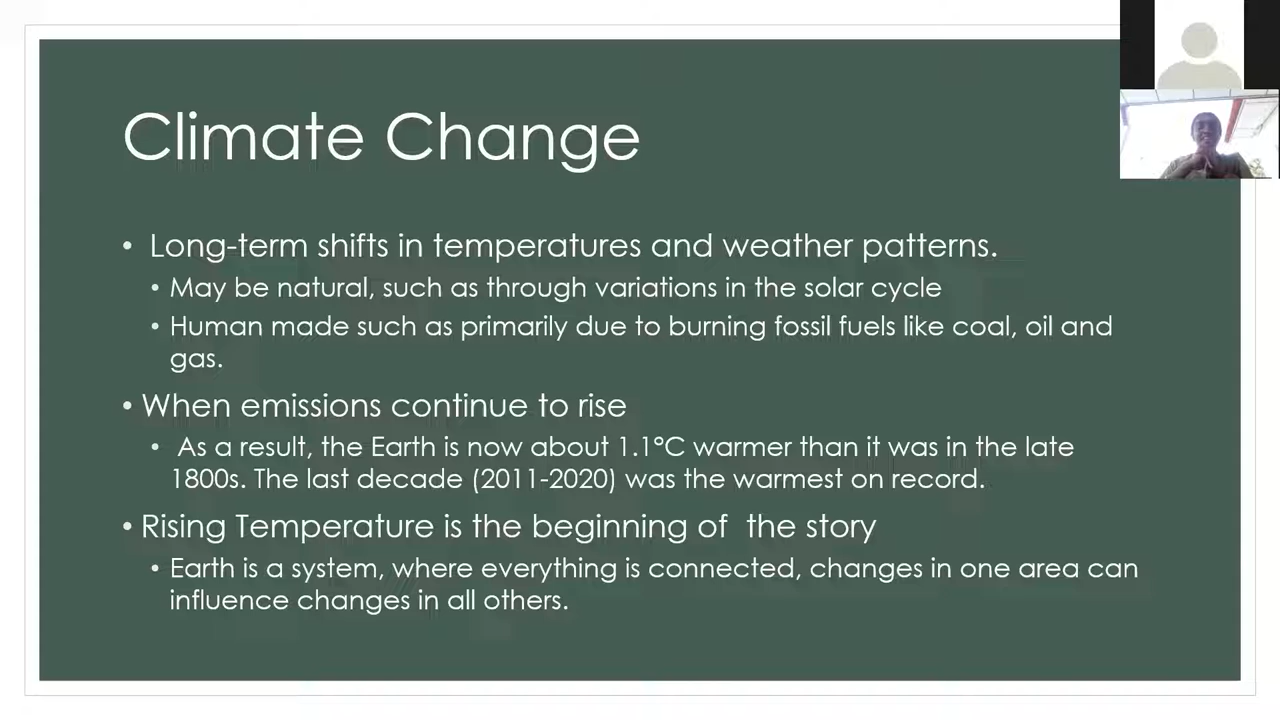 Climate Change
• Long-term shifts in temperatures and weather patterns.
• May be natural, such as through variations in the solar cycle
• Human made such as primarily due to burning fossil fuels like coal, oil and
gas.
• When emissions continue to rise
• As a result, the Earth is now about 1.1°C warmer than it was in the late
1800s. The last decade (2011-2020) was the warmest on record.
• Rising Temperature is the beginning of the story
• Earth is a system, where everything is connected, changes in one area can
influence changes in all others.